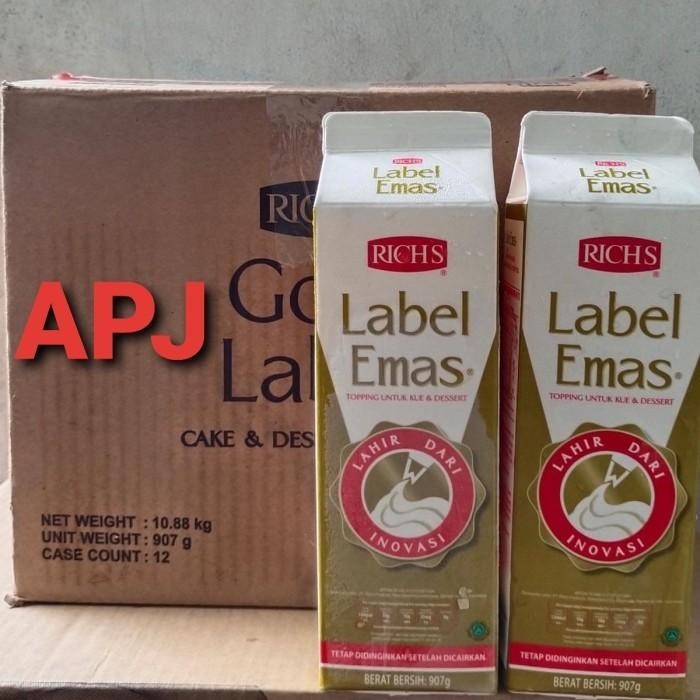 APJ
RIC
Go
Lal
CAKE & DES
NET WEIGHT : 10.88 kg
UNIT WEIGHT : 907 g
CASE COUNT : 12
RICH'S
Label
Emas®
RICH'S®
Label
Emas®
TOPPING UNTUK KUE & DESSERT
LAHIR DARI
INOVASI
TETAP DIDINGINKAN SETELAH DICAIRKAN.
BERAT BERSIH: 907g
RICH'S
Label
Emas®
RICH'S®
Label
Emas®
TOPPING UNTUK KUE & DESSERT
LAHIR DARI
INOVASI
TETAP DIDINGINKAN SETELAH DICAIRKAN.
BERAT BERSIH: 907g